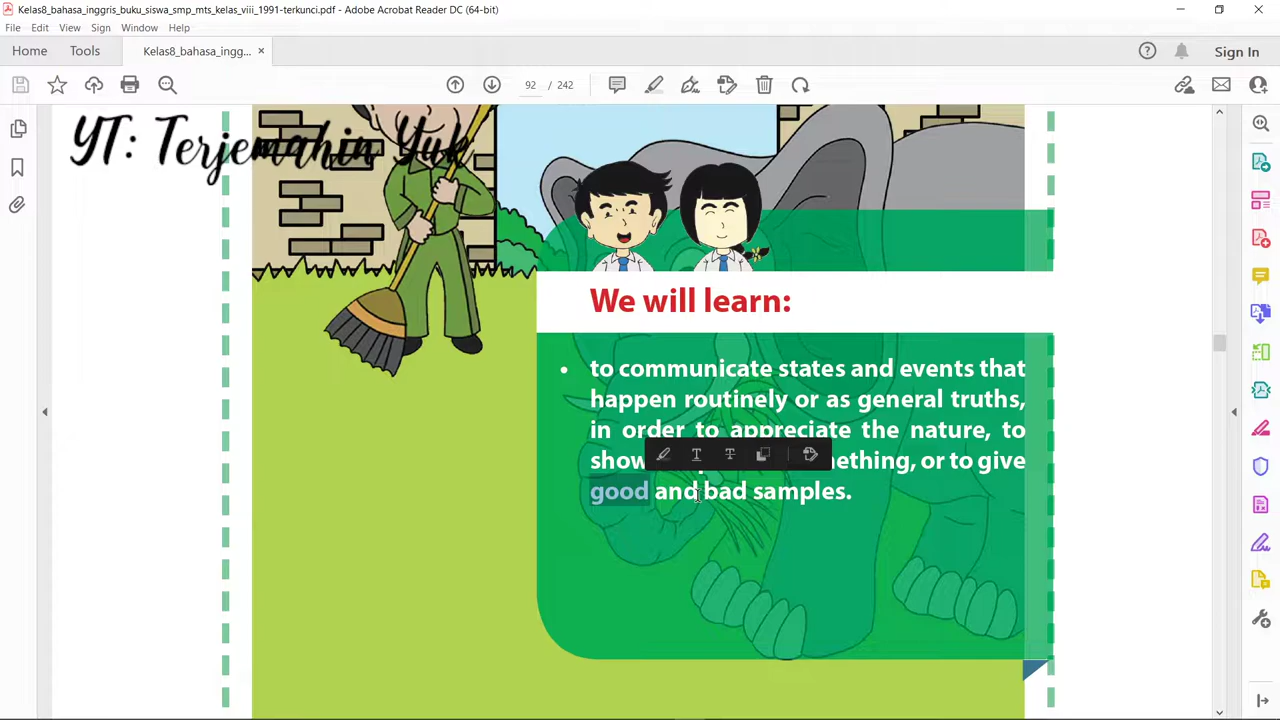 Kelas8_bahasa_inggris_buku_siswa_smp_mts_kelas_viii_1991-terkunci.pdf - Adobe Acrobat Reader DC (64-bit)
File Edit View Sign Window Help
Home Tools Kelas8_bahasa_ingg... × Sign In
92 / 242
YT: Terjemahin Yuk
We will learn:
• to communicate states and events that
happen routinely or as general truths,
in order to appreciate the nature, to
show ething, or to give
good and bad samples.